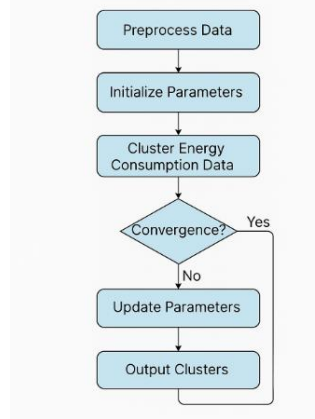 Preprocess Data
Initialize Parameters
Cluster Energy
Consumption Data
Convergence?
Yes
No
Update Parameters
Output Clusters